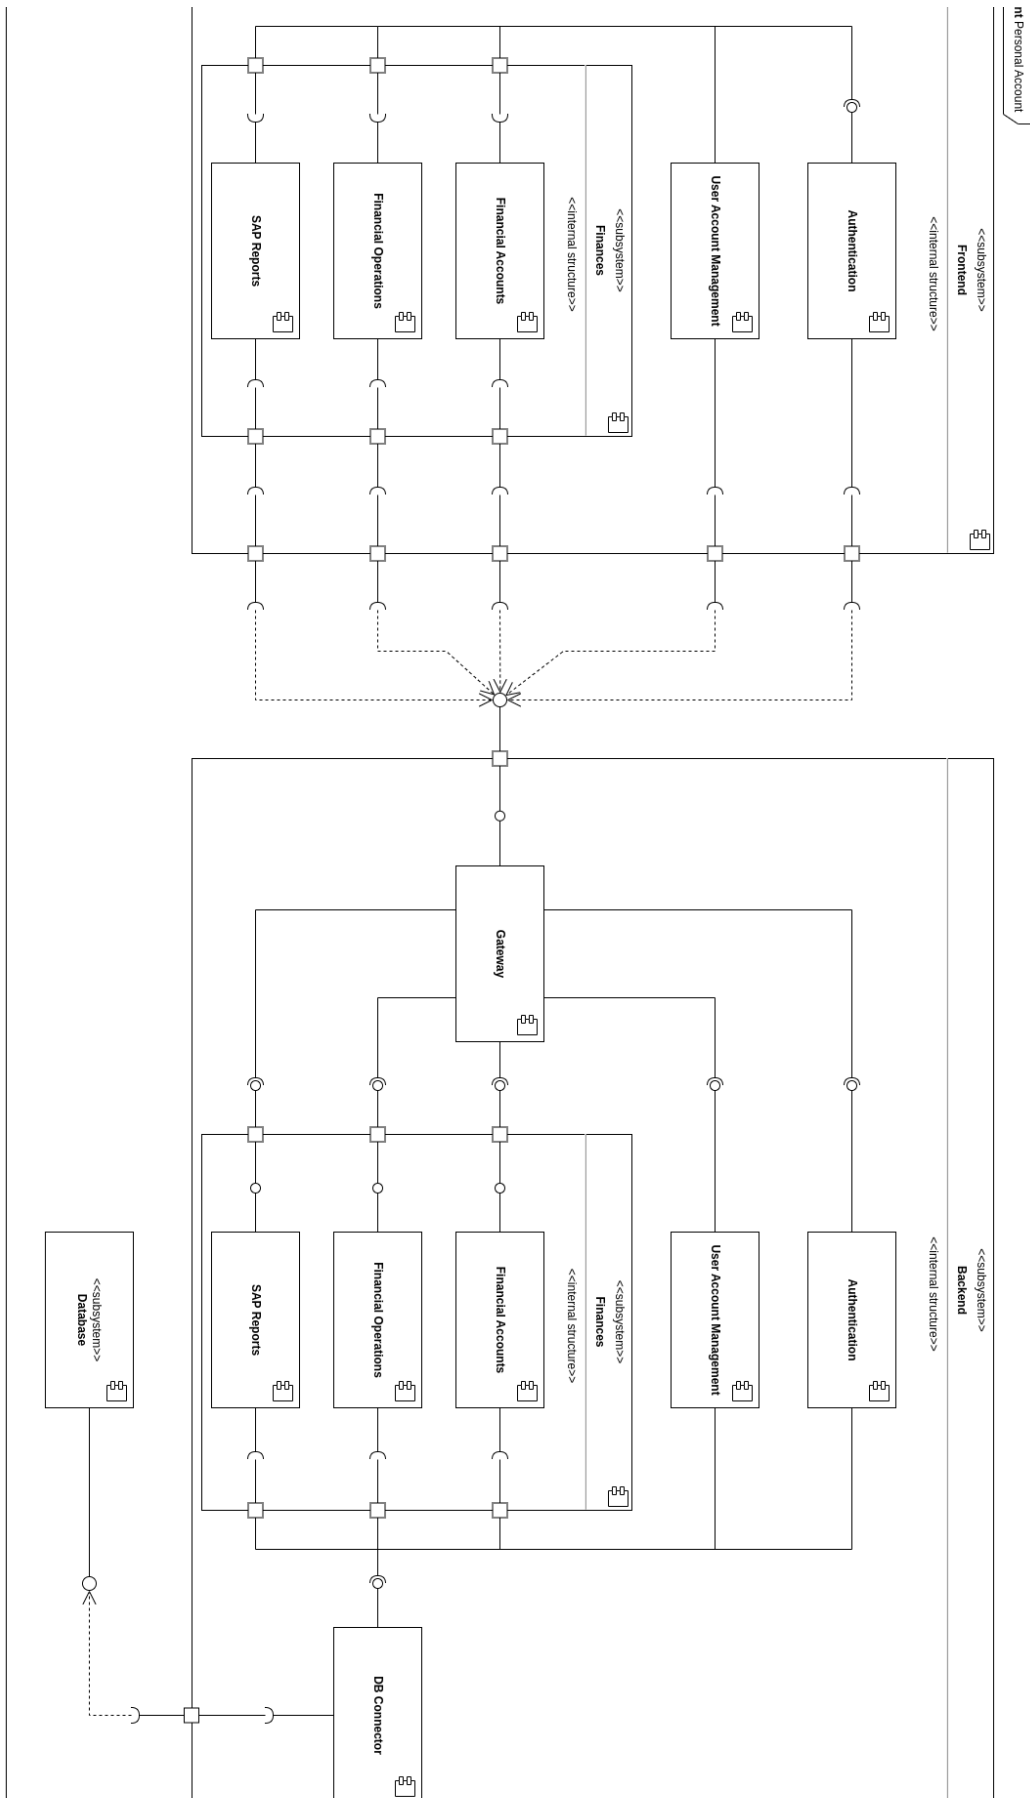 nt Personal Account
<<subsystem>>
Frontend
<<internal structure>>
Authentication
User Account Management
<<subsystem>>
Finances
<<internal structure>>
Financial Accounts
Financial Operations
SAP Reports
<<subsystem>>
Backend
<<internal structure>>
Gateway
Authentication
User Account Management
<<subsystem>>
Finances
<<internal structure>>
Financial Accounts
Financial Operations
SAP Reports
<<subsystem>>
Database
DB Connector